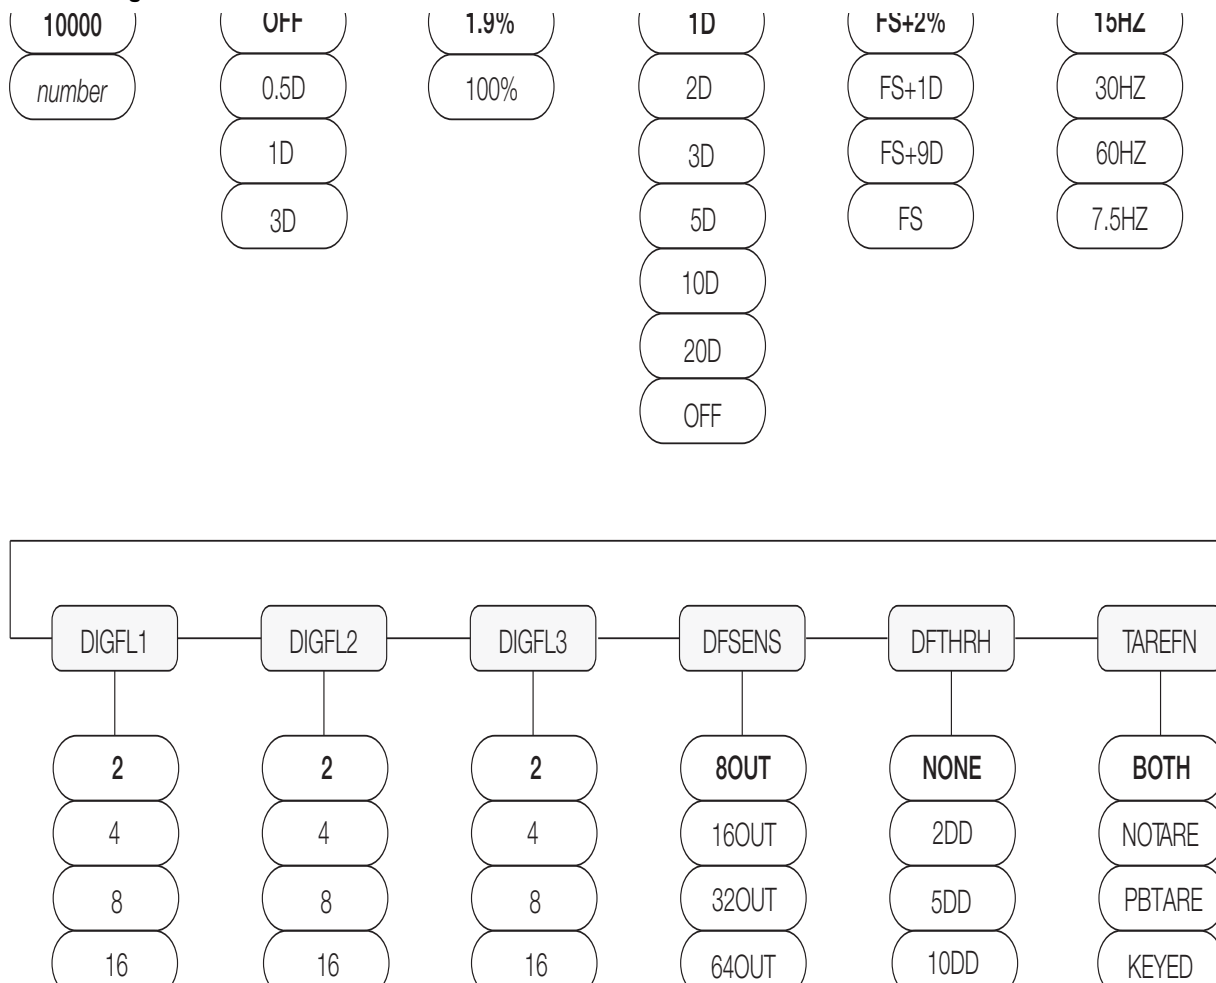 10000 OFF 1.9% 1D FS+2% 15HZ
number 0.5D 100% 2D FS+1D 30HZ
1D 3D FS+9D 60HZ
3D 5D FS 7.5HZ
10D
20D
OFF
DIGFL1 DIGFL2 DIGFL3 DFSENS DFTHRH TAREFN
2 2 2 8OUT NONE BOTH
4 4 4 16OUT 2DD NOTARE
8 8 8 32OUT 5DD PBTARE
16 16 16 64OUT 10DD KEYED